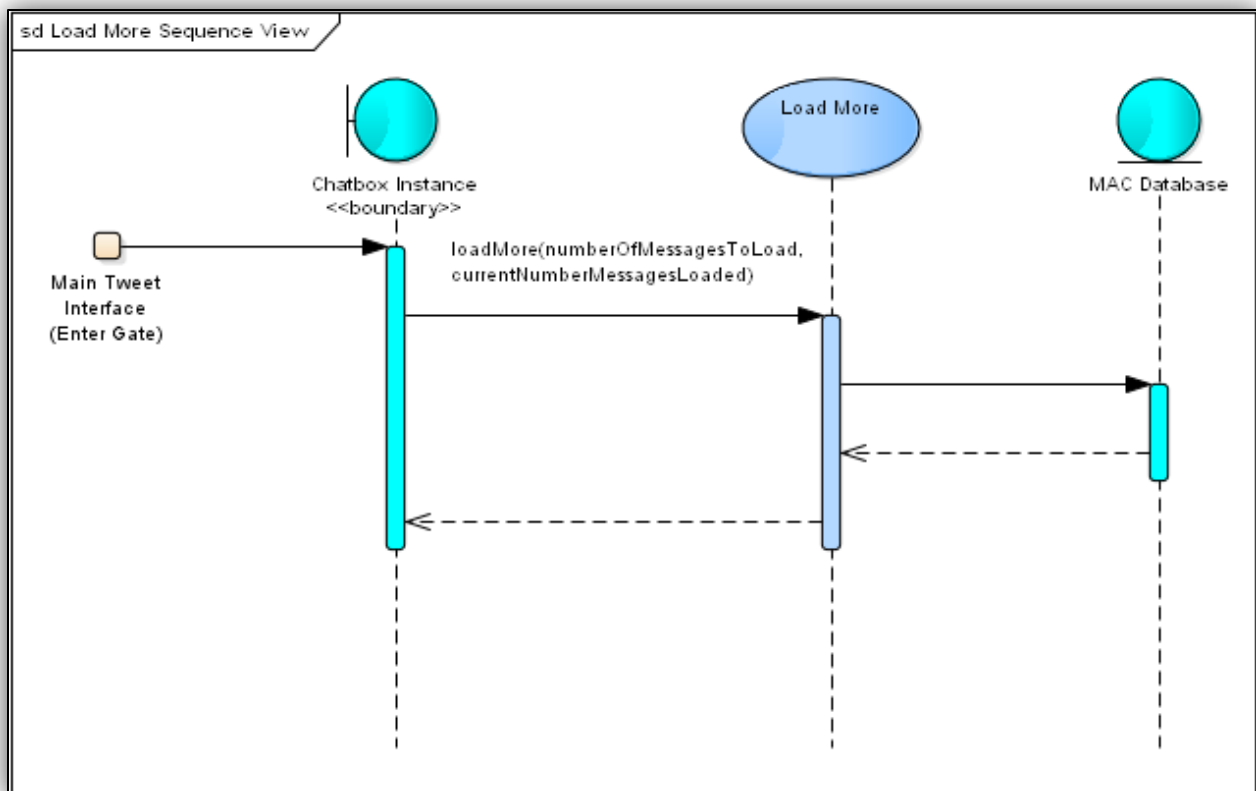 sd Load More Sequence View
Load More
Chatbox Instance
<<boundary>>
MAC Database
loadMore(numberOfMessagesToLoad,
currentNumberMessagesLoaded)
Main Tweet
Interface
(Enter Gate)